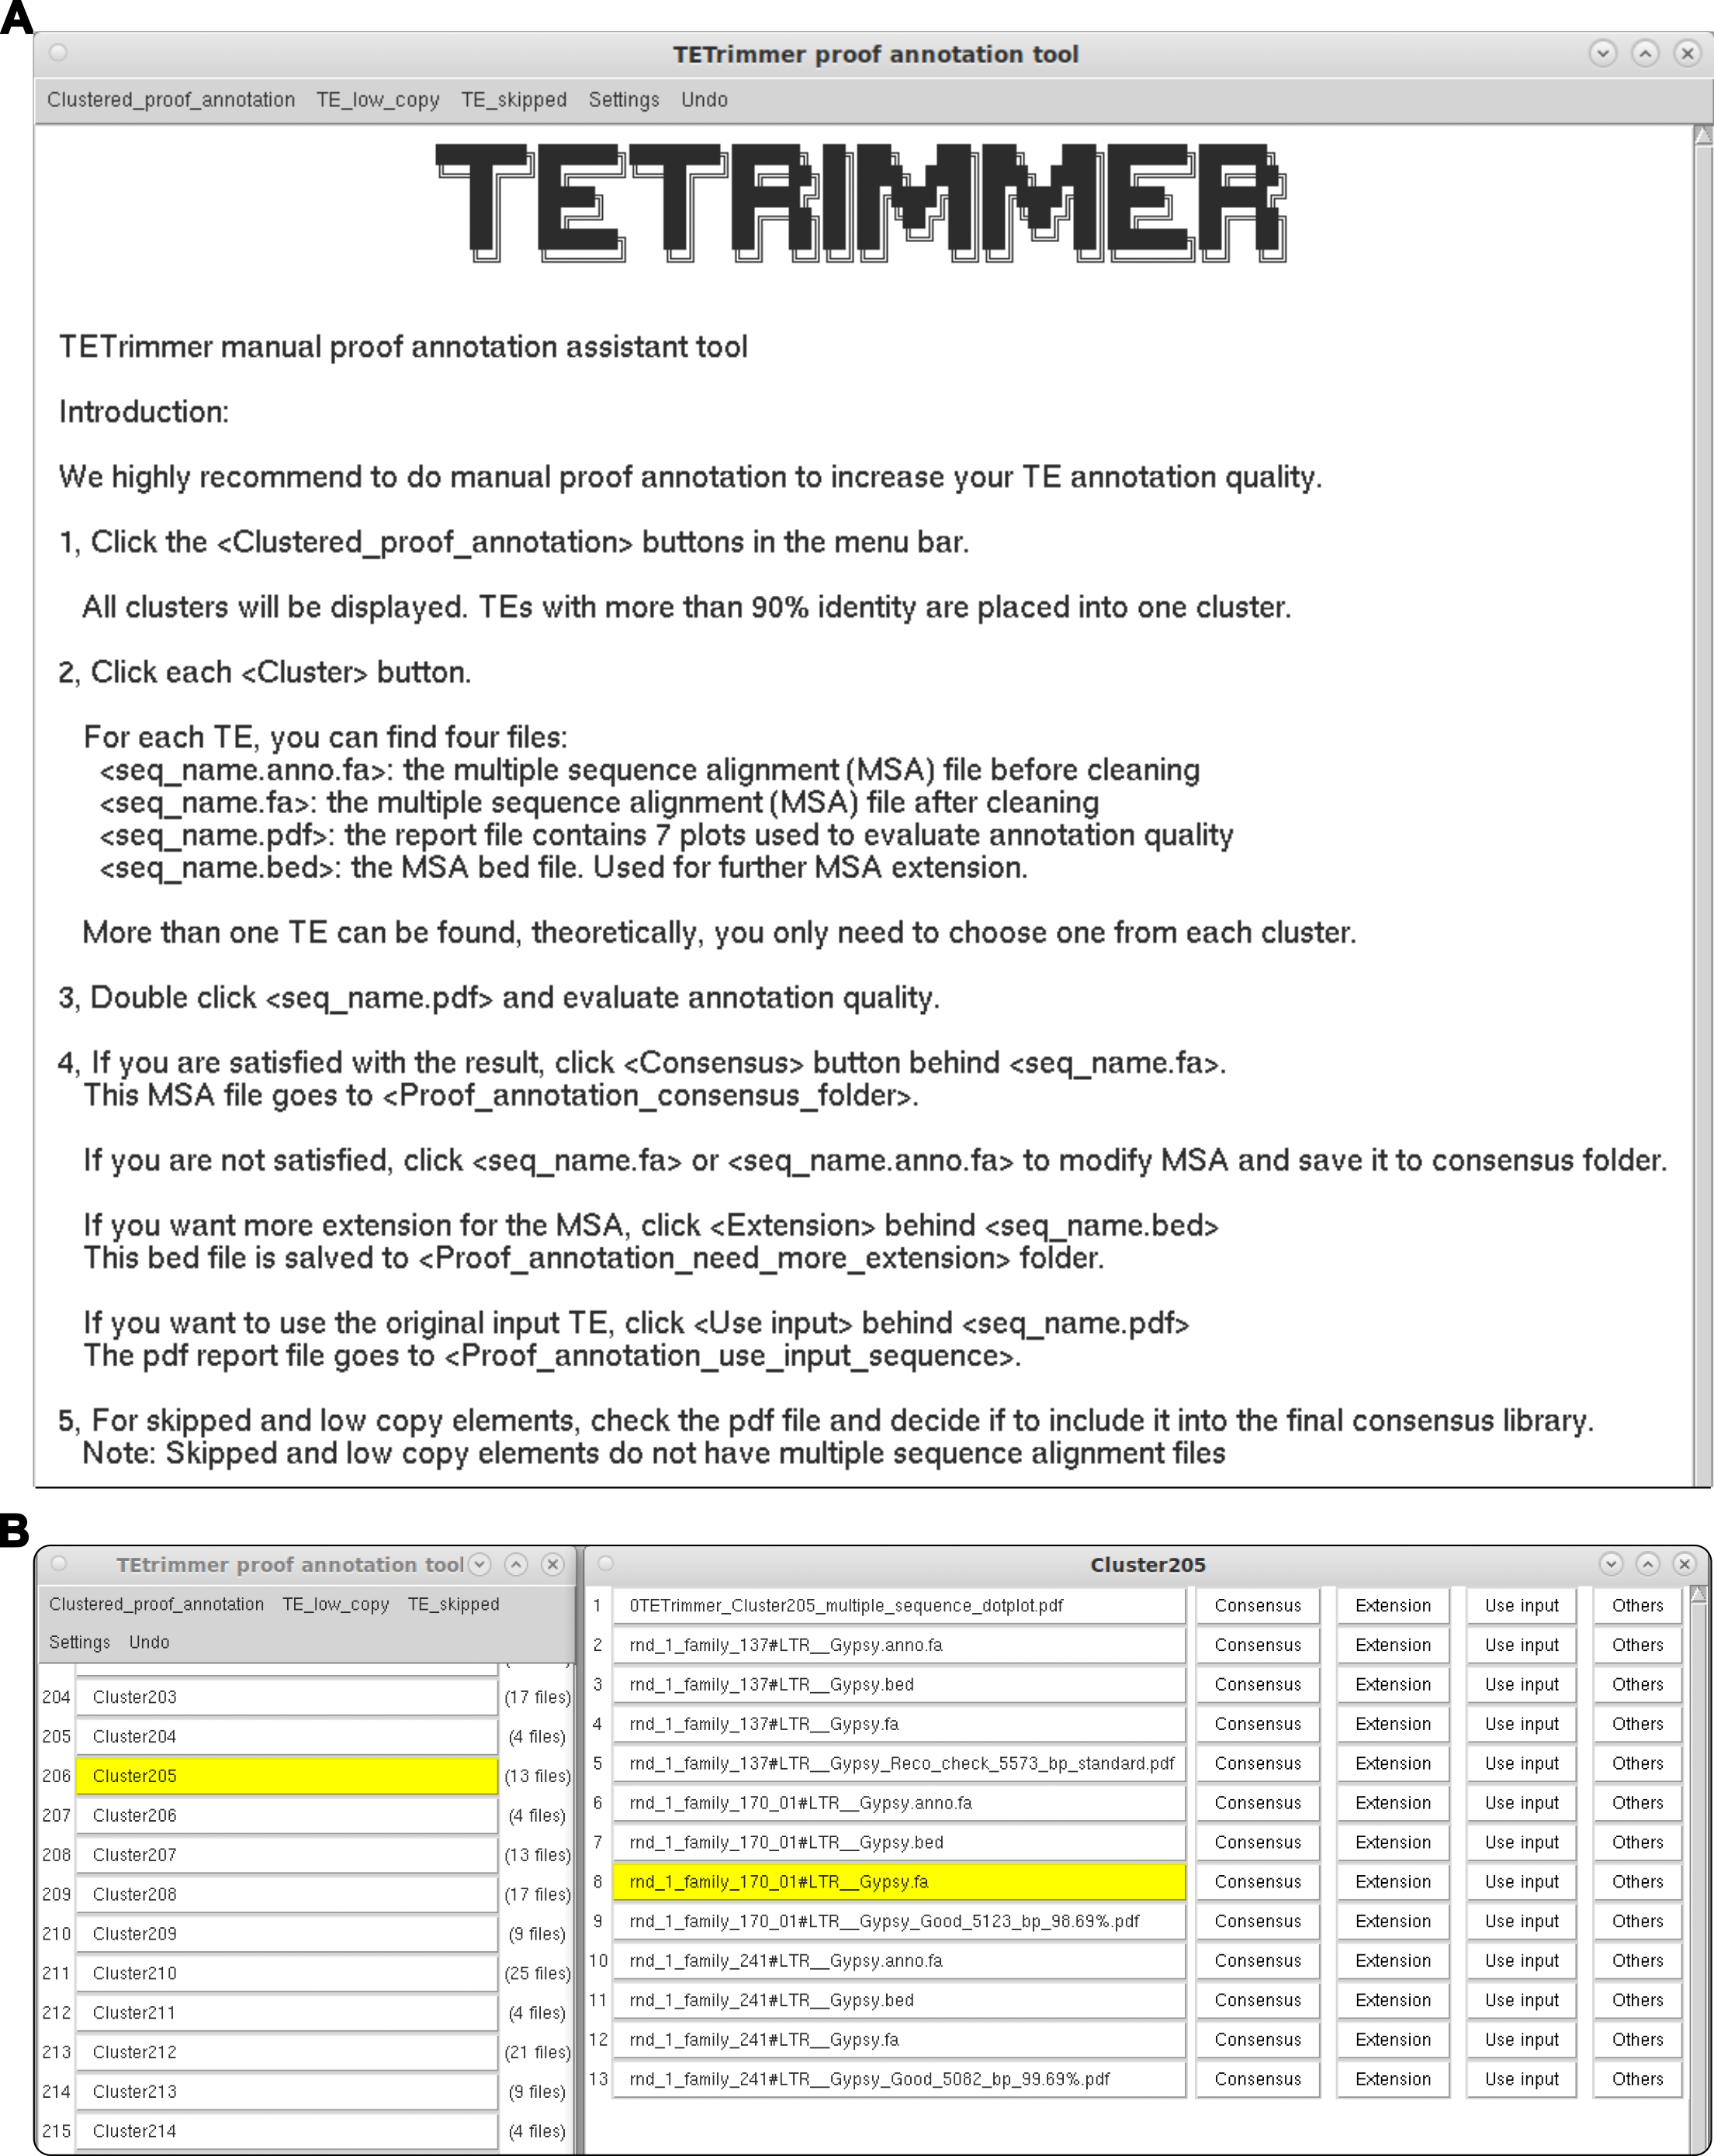 A
TETrimmer proof annotation tool
Clustered_proof_annotation TE_low_copy TE_skipped Settings Undo
TETRIMMER
TETrimmer manual proof annotation assistant tool
Introduction:
We highly recommend to do manual proof annotation to increase your TE annotation quality.
1, Click the <Clustered_proof_annotation> buttons in the menu bar.
All clusters will be displayed. TEs with more than 90% identity are placed into one cluster.
2, Click each <Cluster> button.
For each TE, you can find four files:
<seq_name.anno.fa>: the multiple sequence alignment (MSA) file before cleaning
<seq_name.fa>: the multiple sequence alignment (MSA) file after cleaning
<seq_name.pdf>: the report file contains 7 plots used to evaluate annotation quality
<seq_name.bed>: the MSA bed file. Used for further MSA extension.
More than one TE can be found, theoretically, you only need to choose one from each cluster.
3, Double click <seq_name.pdf> and evaluate annotation quality.
4, If you are satisfied with the result, click <Consensus> button behind <seq_name.fa>.
This MSA file goes to <Proof_annotation_consensus_folder>.
If you are not satisfied, click <seq_name.fa> or <seq_name.anno.fa> to modify MSA and save it to consensus folder.
If you want more extension for the MSA, click <Extension> behind <seq_name.bed>
This bed file is salved to <Proof_annotation_need_more_extension> folder.
If you want to use the original input TE, click <Use input> behind <seq_name.pdf>
The pdf report file goes to <Proof_annotation_use_input_sequence>.
5, For skipped and low copy elements, check the pdf file and decide if to include it into the final consensus library.
Note: Skipped and low copy elements do not have multiple sequence alignment files
B
TEtrimmer proof annotation tool
Clustered_proof_annotation TE_low_copy TE_skipped
Settings Undo
204 Cluster203 (17 files)
205 Cluster204 (4 files)
206 Cluster205 (13 files)
207 Cluster206 (4 files)
208 Cluster207 (13 files)
209 Cluster208 (17 files)
210 Cluster209 (9 files)
211 Cluster210 (25 files)
212 Cluster211 (4 files)
213 Cluster212 (21 files)
214 Cluster213 (9 files)
215 Cluster214 (4 files)
Cluster205
1 0TETrimmer_Cluster205_multiple_sequence_dotplot.pdf Consensus Extension Use input Others
2 rnd_1_family_137#LTR__Gypsy.anno.fa Consensus Extension Use input Others
3 rnd_1_family_137#LTR__Gypsy.bed Consensus Extension Use input Others
4 rnd_1_family_137#LTR__Gypsy.fa Consensus Extension Use input Others
5 rnd_1_family_137#LTR__Gypsy_Reco_check_5573_bp_standard.pdf Consensus Extension Use input Others
6 rnd_1_family_170_01#LTR__Gypsy.anno.fa Consensus Extension Use input Others
7 rnd_1_family_170_01#LTR__Gypsy.bed Consensus Extension Use input Others
8 rnd_1_family_170_01#LTR__Gypsy.fa Consensus Extension Use input Others
9 rnd_1_family_170_01#LTR__Gypsy_Good_5123_bp_98.69%.pdf Consensus Extension Use input Others
10 rnd_1_family_241#LTR__Gypsy.anno.fa Consensus Extension Use input Others
11 rnd_1_family_241#LTR__Gypsy.bed Consensus Extension Use input Others
12 rnd_1_family_241#LTR__Gypsy.fa Consensus Extension Use input Others
13 rnd_1_family_241#LTR__Gypsy_Good_5082_bp_99.69%.pdf Consensus Extension Use input Others